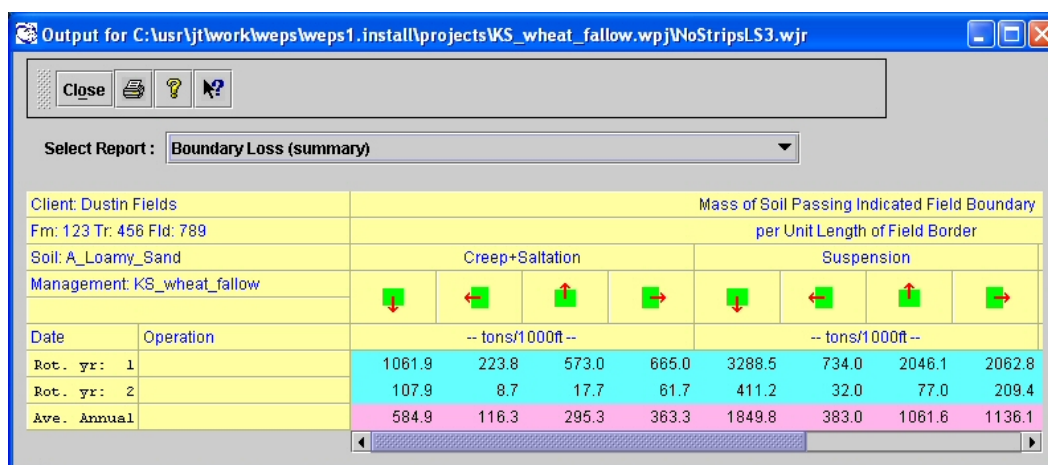 Output for C:\usr\jt\work\weps\weps1.install\projects\KS_wheat_fallow.wpj\NoStripsLS3.wjr
Close
Select Report : Boundary Loss (summary)
Client: Dustin Fields Mass of Soil Passing Indicated Field Boundary
Fm: 123 Tr: 456 Fld: 789 per Unit Length of Field Border
Soil: A_Loamy_Sand Creep+Saltation Suspension
Management: KS_wheat_fallow
Date Operation -- tons/1000ft -- -- tons/1000ft --
Rot. yr: 1 1061.9 223.8 573.0 665.0 3288.5 734.0 2046.1 2062.8
Rot. yr: 2 107.9 8.7 17.7 61.7 411.2 32.0 77.0 209.4
Ave. Annual 584.9 116.3 295.3 363.3 1849.8 383.0 1061.6 1136.1